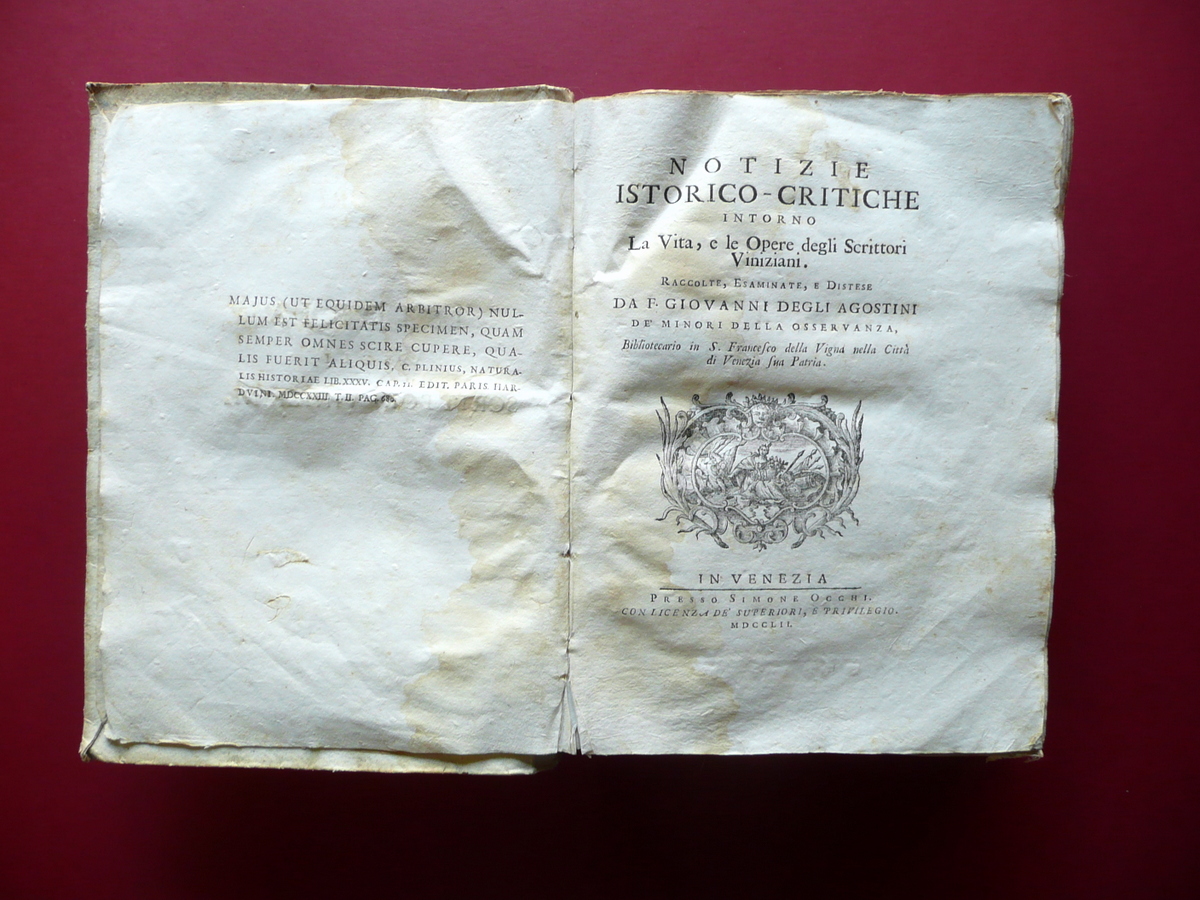 MAJUS (UT EQUIDEM ARBITROR) NUL-
LUM EST FELICITATIS SPECIMEN, QUAM
SEMPER OMNES SCIRE CUPERE, QUA-
LIS FUERIT ALIQUIS. C. PLINIUS, NATURA-
LIS HISTORIAE LIB. XXXV. CAP. II. EDIT. PARIS HAR-
DVINI. MDCCXXIII T. II. PAG.
NOTIZIE
ISTORICO-CRITICHE
INTORNO
La Vita, e le Opere degli Scrittori
Viniziani.
RACCOLTE, ESAMINATE, E DISTESE
DA F. GIOVANNI DEGLI AGOSTINI
DE' MINORI DELLA OSSERVANZA,
Bibliotecario in S. Francesco della Vigna nella Città
di Venezia sua Patria.
IN VENEZIA
PRESSO SIMONE OCCHI.
CON LICENZA DE' SUPERIORI, E PRIVILEGIO.
MDCCLII.